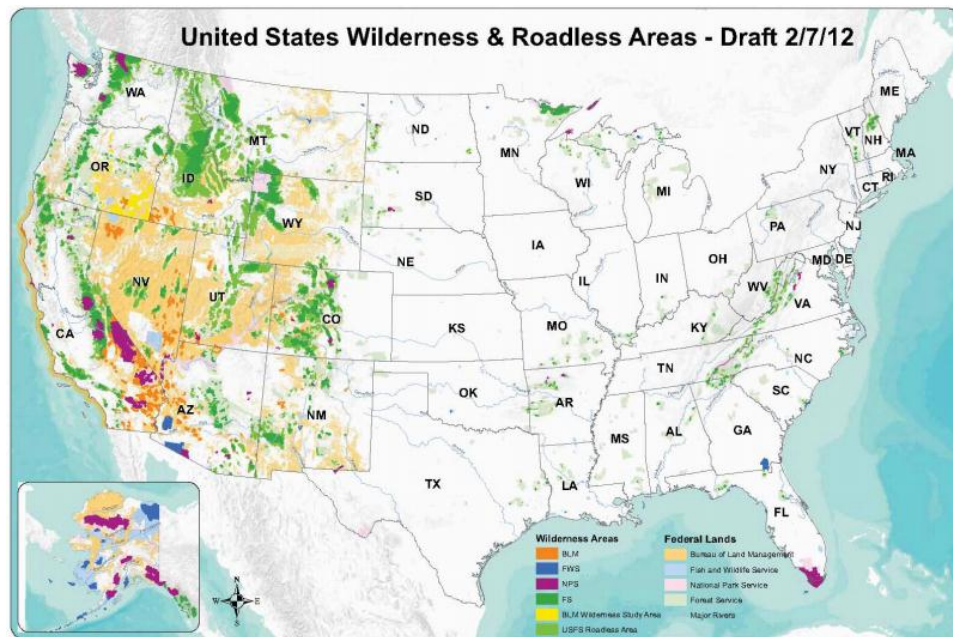 United States Wilderness & Roadless Areas - Draft 2/7/12
WA
MT
ND
MN
ME
VT
NH
OR
ID
SD
WI
MI
NY
MA
RI
CT
WY
IA
PA
NJ
NE
OH
MD
DE
NV
UT
IL
IN
WV
VA
CA
CO
KS
MO
KY
NC
TN
AZ
NM
OK
AR
SC
MS
AL
GA
TX
LA
FL
N
W
E
S
Wilderness Areas
BLM
FWS
NPS
FS
BLM Wilderness Study Area
USFS Roadless Area
Federal Lands
Bureau of Land Management
Fish and Wildlife Service
National Park Service
Forest Service
Major Rivers